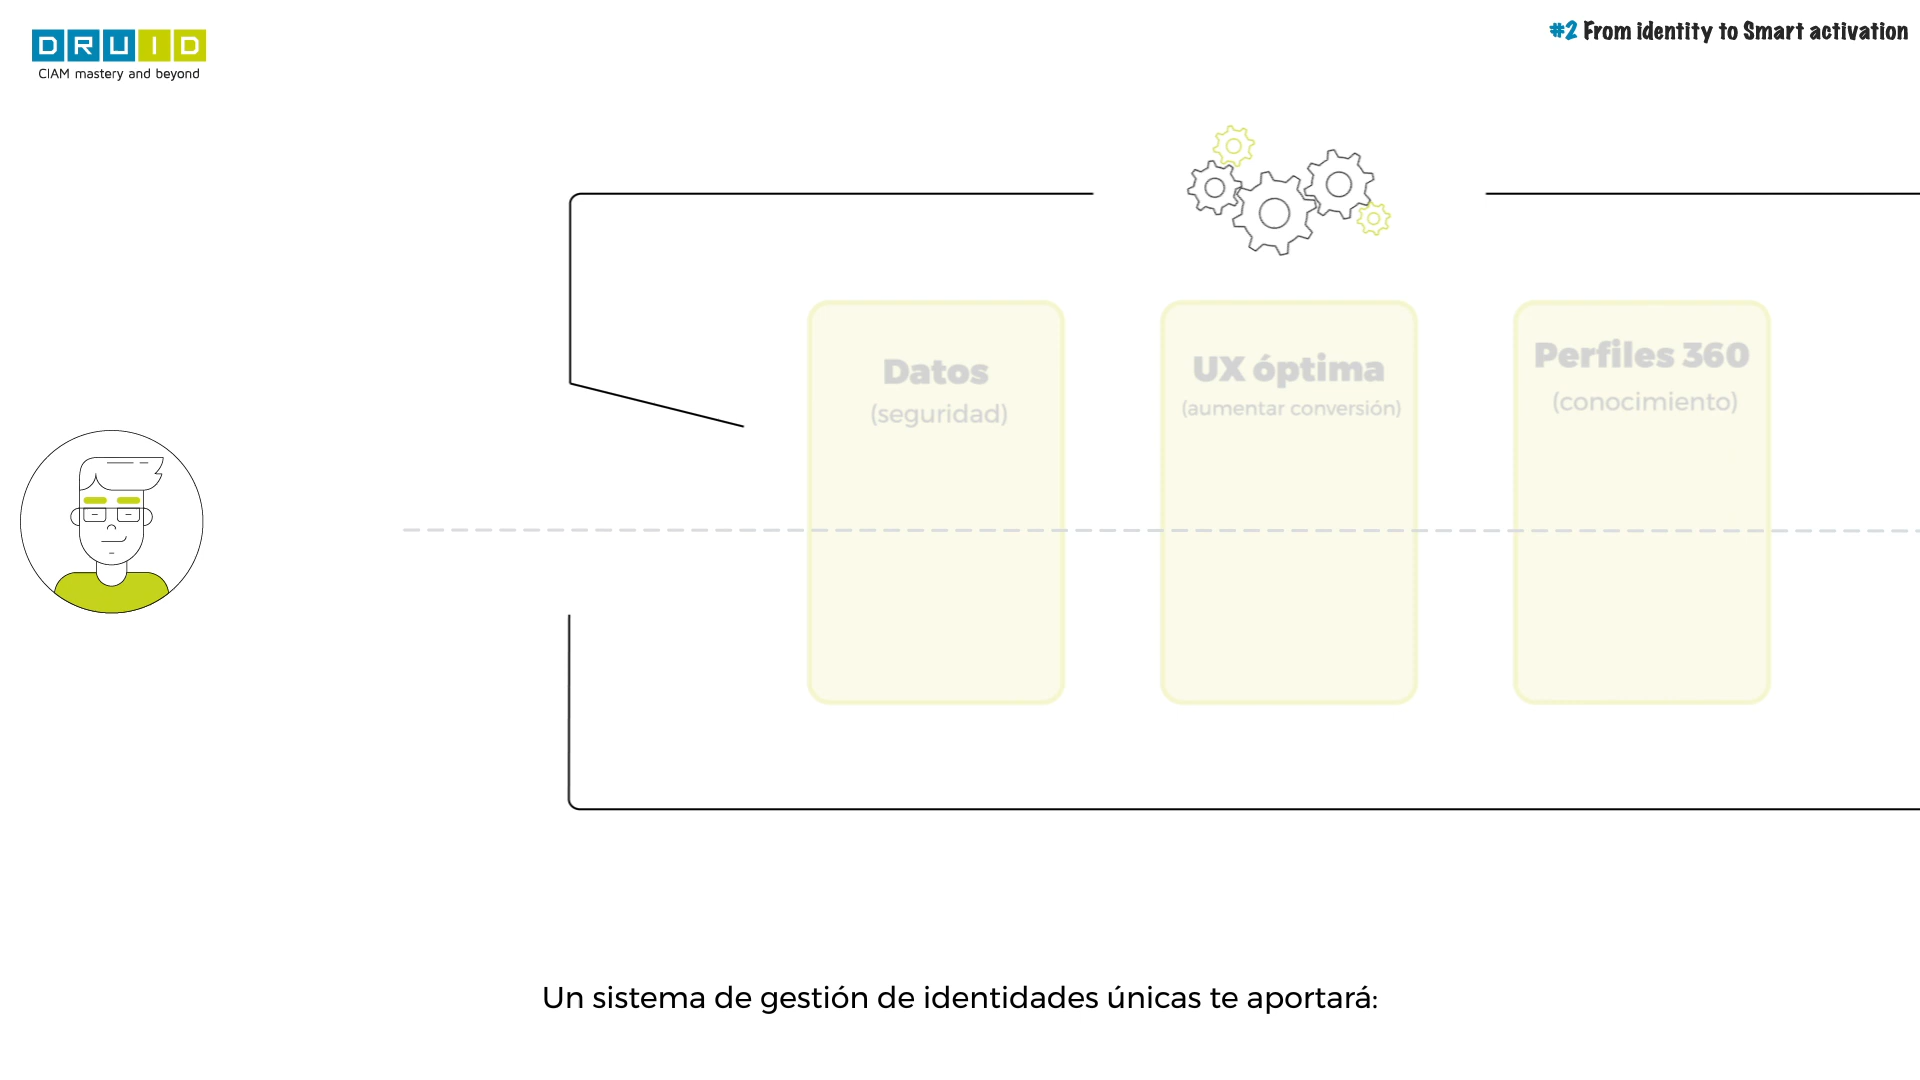 DRUID
CIAM mastery and beyond
#2 From identity to Smart activation
Datos
(seguridad)
UX óptima
(aumentar conversión)
Perfiles 360
(conocimiento)
Un sistema de gestión de identidades únicas te aportará: